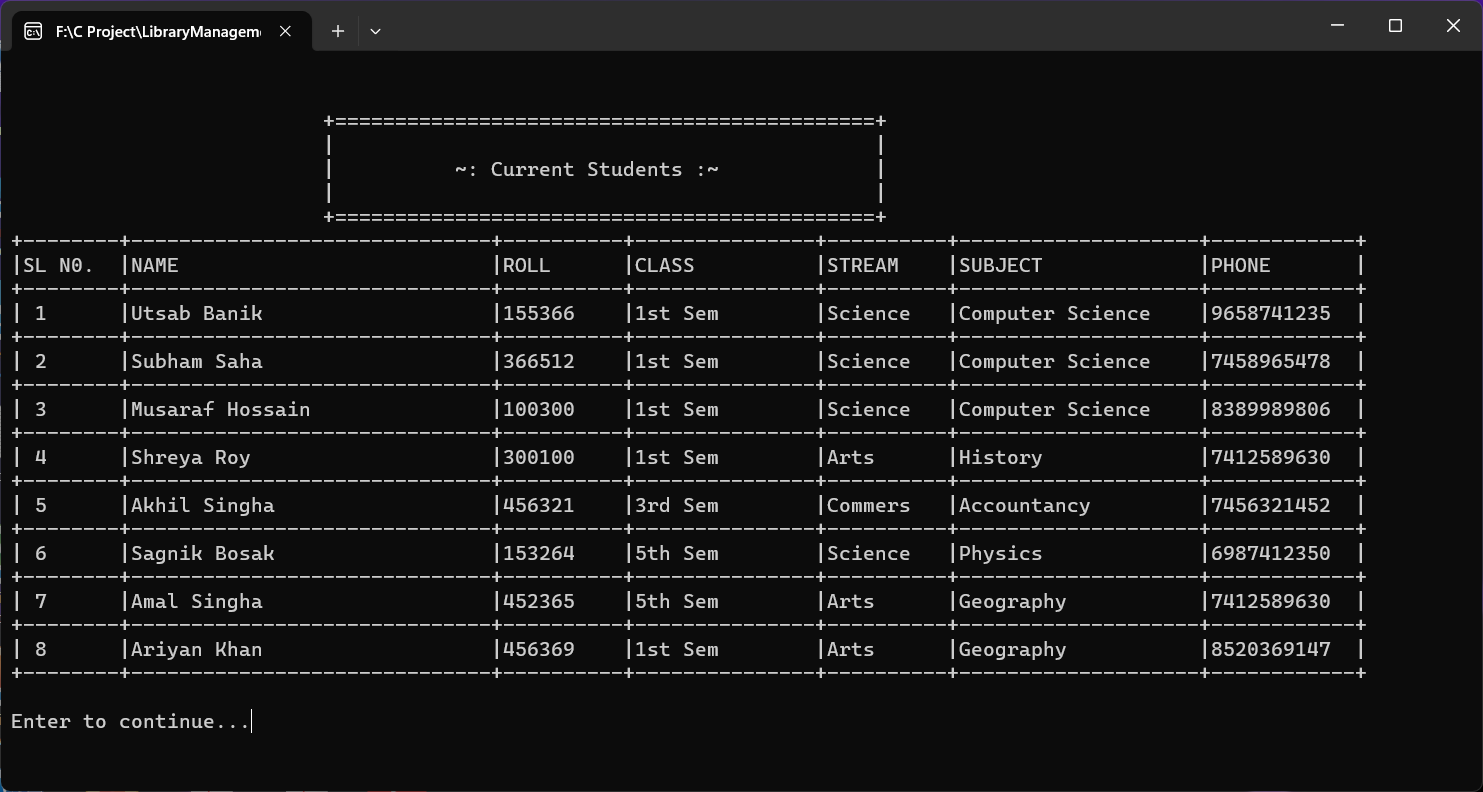 F:\C Project\LibraryManagem
+=============================================+
| |
| ~: Current Students :~ |
| |
+=============================================+
+--------+------------------------------+----------+---------------+----------+--------------------+------------+
|SL N0. |NAME |ROLL |CLASS |STREAM |SUBJECT |PHONE |
+--------+------------------------------+----------+---------------+----------+--------------------+------------+
| 1 |Utsab Banik |155366 |1st Sem |Science |Computer Science |9658741235 |
+--------+------------------------------+----------+---------------+----------+--------------------+------------+
| 2 |Subham Saha |366512 |1st Sem |Science |Computer Science |7458965478 |
+--------+------------------------------+----------+---------------+----------+--------------------+------------+
| 3 |Musaraf Hossain |100300 |1st Sem |Science |Computer Science |8389989806 |
+--------+------------------------------+----------+---------------+----------+--------------------+------------+
| 4 |Shreya Roy |300100 |1st Sem |Arts |History |7412589630 |
+--------+------------------------------+----------+---------------+----------+--------------------+------------+
| 5 |Akhil Singha |456321 |3rd Sem |Commers |Accountancy |7456321452 |
+--------+------------------------------+----------+---------------+----------+--------------------+------------+
| 6 |Sagnik Bosak |153264 |5th Sem |Science |Physics |6987412350 |
+--------+------------------------------+----------+---------------+----------+--------------------+------------+
| 7 |Amal Singha |452365 |5th Sem |Arts |Geography |7412589630 |
+--------+------------------------------+----------+---------------+----------+--------------------+------------+
| 8 |Ariyan Khan |456369 |1st Sem |Arts |Geography |8520369147 |
+--------+------------------------------+----------+---------------+----------+--------------------+------------+
Enter to continue...